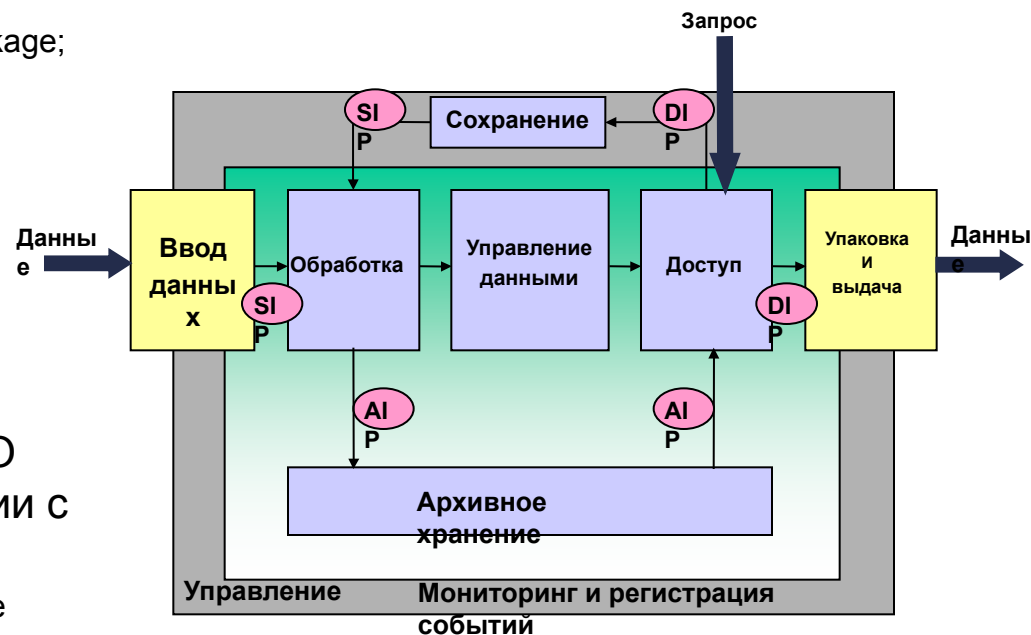 Запрос
kage;
SI
P
Сохранение
DI
P
Данны
е
Ввод
данны
х
Обработка
Управление
данными
Доступ
Упаковка
и
выдача
Данны
е
SI
P
DI
P
AI
P
AI
P
О
ии с
Архивное
хранение
е
Управление
Мониторинг и регистрация
событий